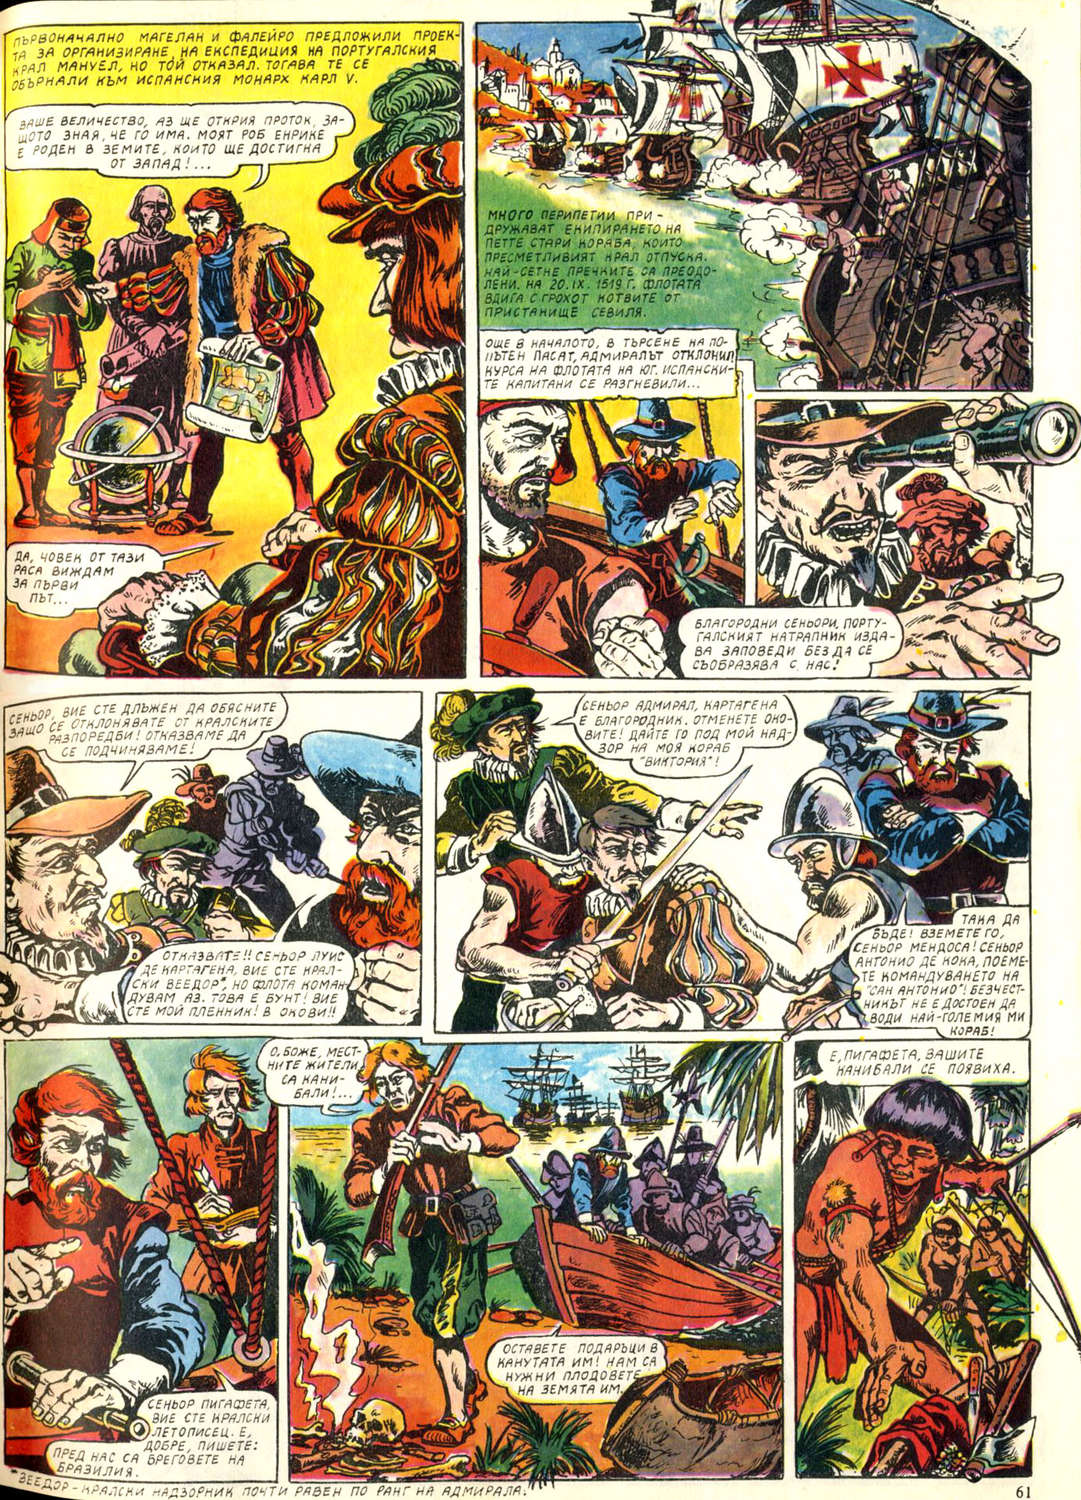 ПЪРВОНАЧАЛНО МАГЕЛАН И ФАЛЕЙРО ПРЕДЛОЖИЛИ ПРОЕК-
ТА ЗА ОРГАНИЗИРАНЕ НА ЕКСПЕДИЦИЯ НА ПОРТУГАЛСКИЯ
КРАЛ МАНУЕЛ, НО ТОЙ ОТКАЗАЛ. ТОГАВА ТЕ СЕ
ОБЪРНАЛИ КЪМ ИСПАНСКИЯ МОНАРХ КАРЛ V.
ВАШЕ ВЕЛИЧЕСТВО, АЗ ЩЕ ОТКРИЯ ПРОТОК, ЗА-
ЩОТО ЗНАЯ, ЧЕ ГО ИМА. МОЯТ РОБ ЕНРИКЕ
Е РОДЕН В ЗЕМИТЕ, КОИТО ЩЕ ДОСТИГНА
ОТ ЗАПАД!...
ДА, ЧОВЕК ОТ ТАЗИ
РАСА ВИЖДАМ
ЗА ПЪРВИ
ПЪТ...
МНОГО ПЕРИПЕТИИ ПРИ-
ДРУЖАВАТ ЕКИПИРАНЕТО НА
ПЕТТЕ СТАРИ КОРАБА, КОИТО
ПРЕСМЕТЛИВИЯТ КРАЛ ОТПУСКА.
НАЙ-СЕТНЕ ПРЕЧКИТЕ СА ПРЕОДО-
ЛЕНИ. НА 20.IX. 1519 Г. ФЛОТАТА
ВДИГА С ГРОХОТ КОТВИТЕ ОТ
ПРИСТАНИЩЕ СЕВИЛЯ.
ОЩЕ В НАЧАЛОТО, В ТЪРСЕНЕ НА ПО-
ПЪТЕН ПАСАТ, АДМИРАЛЪТ ОТКЛОНИЛ
КУРСА НА ФЛОТАТА НА ЮГ. ИСПАНСКИ-
ТЕ КАПИТАНИ СЕ РАЗГНЕВИЛИ...
БЛАГОРОДНИ СЕНЬОРИ, ПОРТУ-
ГАЛСКИЯТ НАТРАПНИК ИЗДА-
ВА ЗАПОВЕДИ БЕЗ ДА СЕ
СЪОБРАЗЯВА С НАС!
СЕНЬОР, ВИЕ СТЕ ДЛЪЖЕН ДА ОБЯСНИТЕ
ЗАЩО СЕ ОТКЛОНЯВАТЕ ОТ КРАЛСКИТЕ
РАЗПОРЕДБИ! ОТКАЗВАМЕ ДА
СЕ ПОДЧИНЯВАМЕ!
ОТКАЗВАТЕ!! СЕНЬОР ЛУИС
ДЕ КАРТАГЕНА, ВИЕ СТЕ КРАЛ-
СКИ ВЕЕДОР*, НО ФЛОТА КОМАН-
ДУВАМ АЗ. ТОВА Е БУНТ! ВИЕ
СТЕ МОЙ ПЛЕННИК! В ОКОВИ!!
СЕНЬОР АДМИРАЛ, КАРТАГЕНА
Е БЛАГОРОДНИК. ОТМЕНЕТЕ ОКО-
ВИТЕ! ДАЙТЕ ГО ПОД МОЙ НАД-
ЗОР НА МОЯ КОРАБ
"ВИКТОРИЯ"!
ТАКА ДА
БЪДЕ! ВЗЕМЕТЕ ГО,
СЕНЬОР МЕНДОСА! СЕНЬОР
АНТОНИО ДЕ КОКА, ПОЕМЕ-
ТЕ КОМАНДУВАНЕТО НА
"САН АНТОНИО"! БЕЗЧЕСТ-
НИКЪТ НЕ Е ДОСТОЕН ДА
ВОДИ НАЙ-ГОЛЕМИЯ МИ
КОРАБ!
СЕНЬОР ПИГАФЕТА,
ВИЕ СТЕ КРАЛСКИ
ЛЕТОПИСЕЦ. Е,
ДОБРЕ, ПИШЕТЕ:
ПРЕД НАС СА БРЕГОВЕТЕ НА
БРАЗИЛИЯ.
О, БОЖЕ, МЕСТ-
НИТЕ ЖИТЕЛИ
СА КАНИ-
БАЛИ!...
ОСТАВЕТЕ ПОДАРЪЦИ В
КАНУТАТА ИМ! НАМ СА
НУЖНИ ПЛОДОВЕТЕ
НА ЗЕМЯТА ИМ.
Е, ПИГАФЕТА, ВАШИТЕ
КАНИБАЛИ СЕ ПОЯВИХА.
*ВЕЕДОР - КРАЛСКИ НАДЗОРНИК ПОЧТИ РАВЕН ПО РАНГ НА АДМИРАЛА.
61